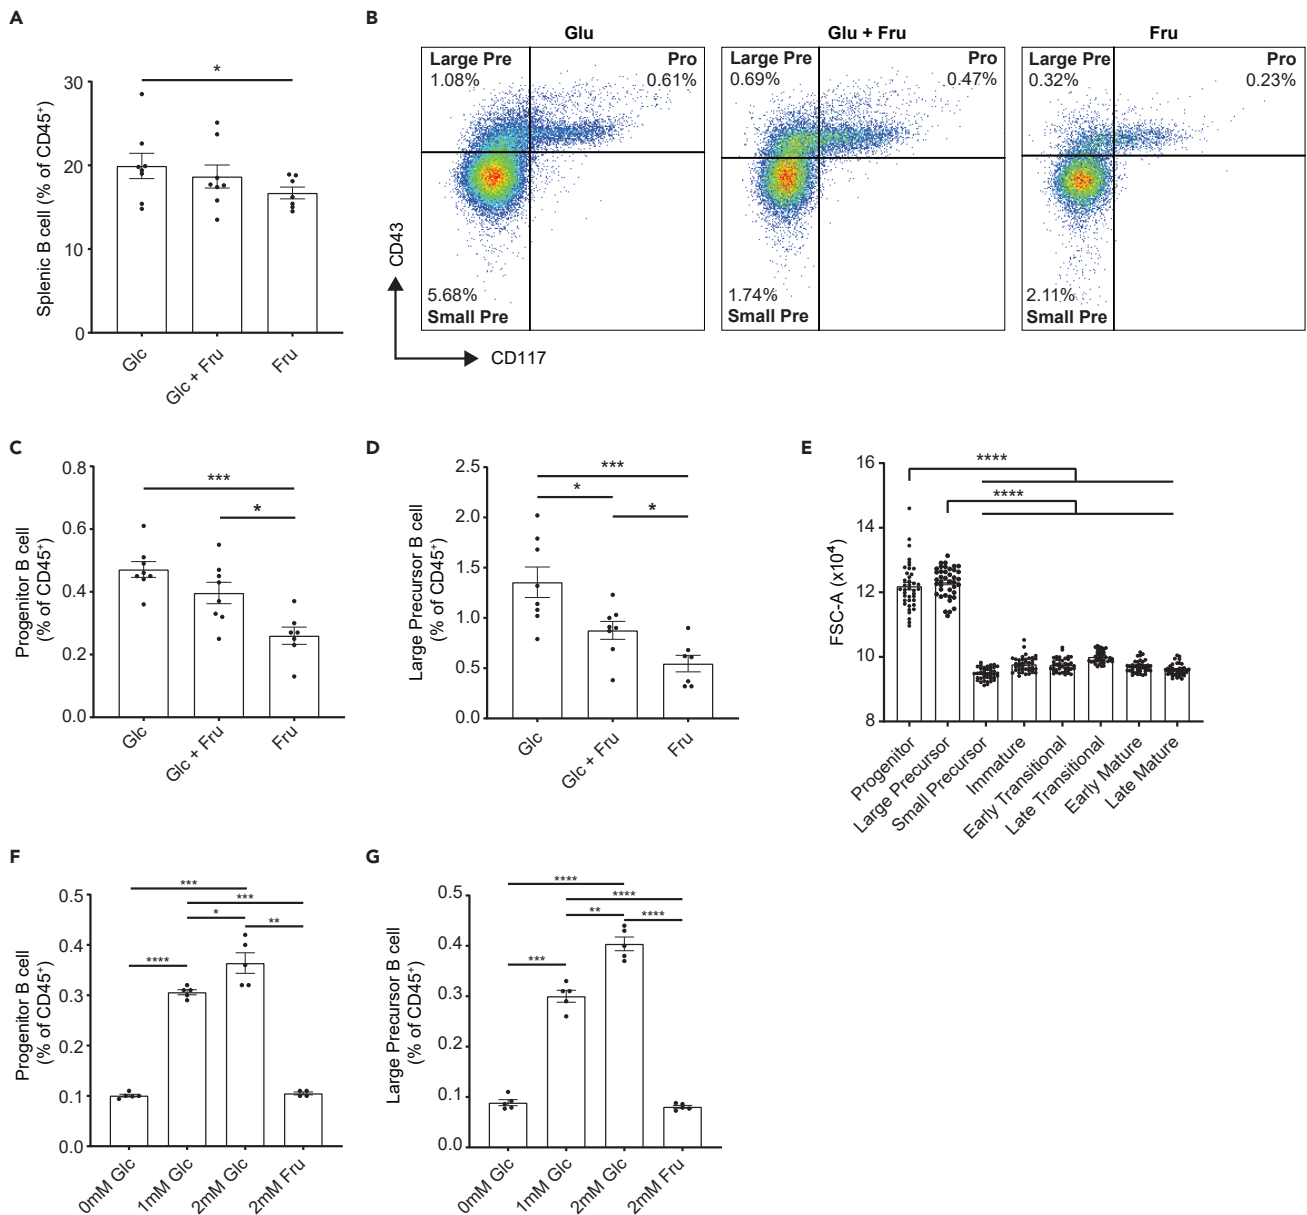 A
Splenic B cell (% of CD45⁺)
30
20
10
0
*
Glc
Glc + Fru
Fru
B
Glu
Glu + Fru
Fru
Large Pre
1.08%
Pro
0.61%
5.68%
Small Pre
Large Pre
0.69%
Pro
0.47%
1.74%
Small Pre
Large Pre
0.32%
Pro
0.23%
2.11%
Small Pre
CD43
CD117
C
Progenitor B cell
(% of CD45⁺)
0.8
0.6
0.4
0.2
0.0
***
*
Glc
Glc + Fru
Fru
D
Large Precursor B cell
(% of CD45⁺)
2.5
2.0
1.5
1.0
0.5
0.0
***
*
*
Glc
Glc + Fru
Fru
E
FSC-A (x10⁴)
16
14
12
10
8
****
****
Progenitor
Large Precursor
Small Precursor
Immature
Early Transitional
Late Transitional
Early Mature
Late Mature
F
Progenitor B cell
(% of CD45⁺)
0.5
0.4
0.3
0.2
0.1
0.0
***
***
*
**
****
0mM Glc
1mM Glc
2mM Glc
2mM Fru
G
Large Precursor B cell
(% of CD45⁺)
0.5
0.4
0.3
0.2
0.1
0.0
****
****
**
****
***
0mM Glc
1mM Glc
2mM Glc
2mM Fru